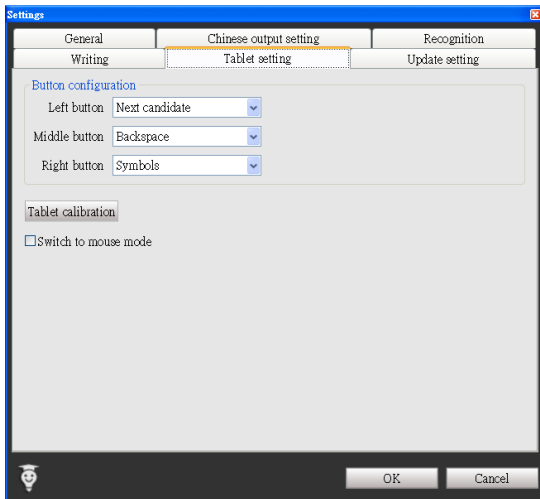 Settings
General Chinese output setting Recognition
Writing Tablet setting Update setting
Button configuration
Left button Next candidate
Middle button Backspace
Right button Symbols
Tablet calibration
Switch to mouse mode
OK Cancel